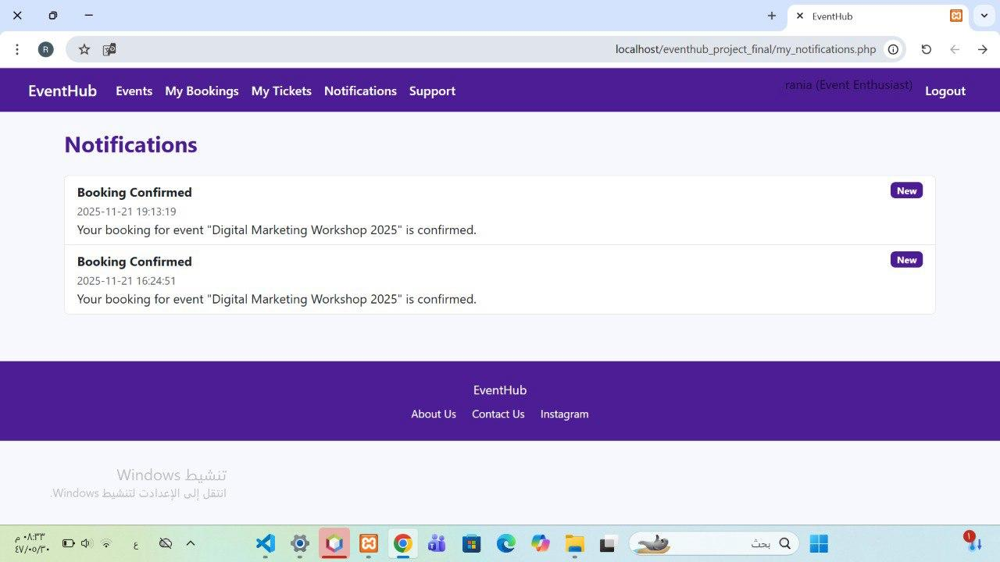 EventHub
localhost/eventhub_project_final/my_notifications.php
R
EventHub Events My Bookings My Tickets Notifications Support rania (Event Enthusiast) Logout
Notifications
Booking Confirmed New
2025-11-21 19:13:19
Your booking for event "Digital Marketing Workshop 2025" is confirmed.
Booking Confirmed New
2025-11-21 16:24:51
Your booking for event "Digital Marketing Workshop 2025" is confirmed.
EventHub
About Us Contact Us Instagram
تنشيط Windows
انتقل إلى الإعدادت لتنشيط Windows.
بحث
ع
٠٨:٣٣ م
٤٧/٠٥/٣٠
١